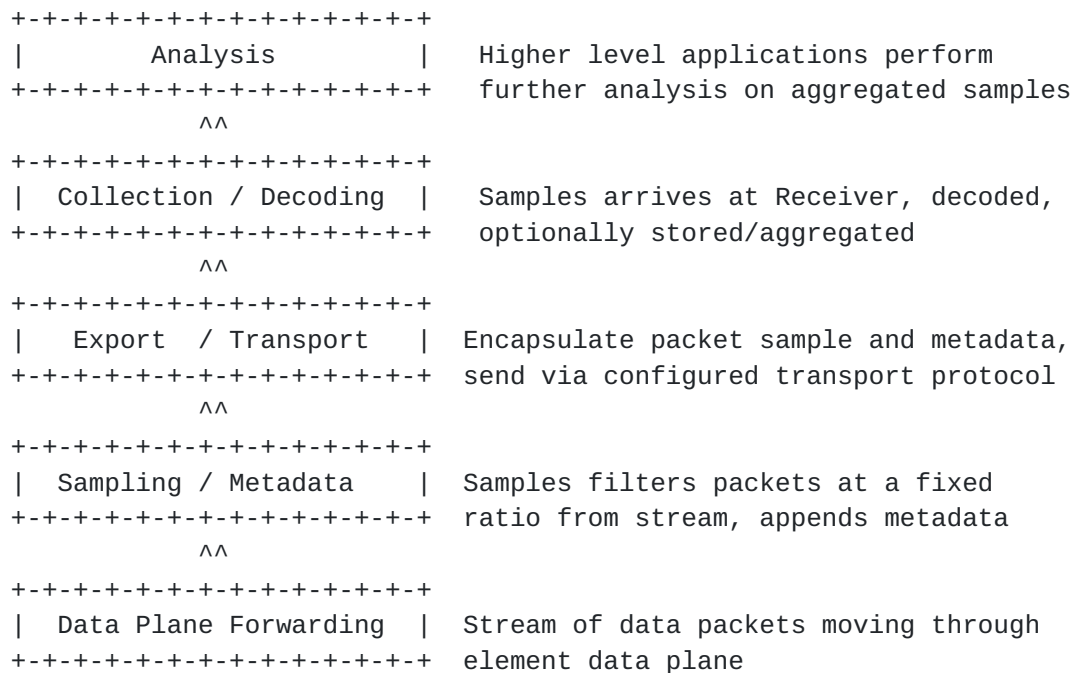 +-+-+-+-+-+-+-+-+-+-+-+-+-+
|        Analysis         |   Higher level applications perform
+-+-+-+-+-+-+-+-+-+-+-+-+-+   further analysis on aggregated samples
            ^^
+-+-+-+-+-+-+-+-+-+-+-+-+-+
|  Collection / Decoding  |   Samples arrives at Receiver, decoded,
+-+-+-+-+-+-+-+-+-+-+-+-+-+   optionally stored/aggregated
            ^^
+-+-+-+-+-+-+-+-+-+-+-+-+-+
|   Export  / Transport   |  Encapsulate packet sample and metadata,
+-+-+-+-+-+-+-+-+-+-+-+-+-+  send via configured transport protocol
            ^^
+-+-+-+-+-+-+-+-+-+-+-+-+-+
|  Sampling / Metadata    |  Samples filters packets at a fixed
+-+-+-+-+-+-+-+-+-+-+-+-+-+  ratio from stream, appends metadata
            ^^
+-+-+-+-+-+-+-+-+-+-+-+-+-+
|  Data Plane Forwarding  |  Stream of data packets moving through
+-+-+-+-+-+-+-+-+-+-+-+-+-+  element data plane